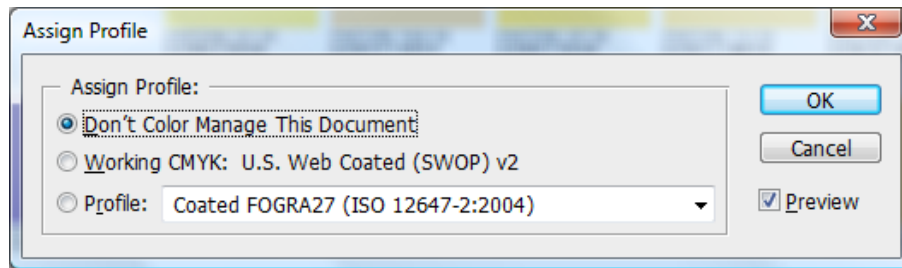 Assign Profile
Assign Profile:
Don't Color Manage This Document
Working CMYK: U.S. Web Coated (SWOP) v2
Profile: Coated FOGRA27 (ISO 12647-2:2004)
OK
Cancel
Preview